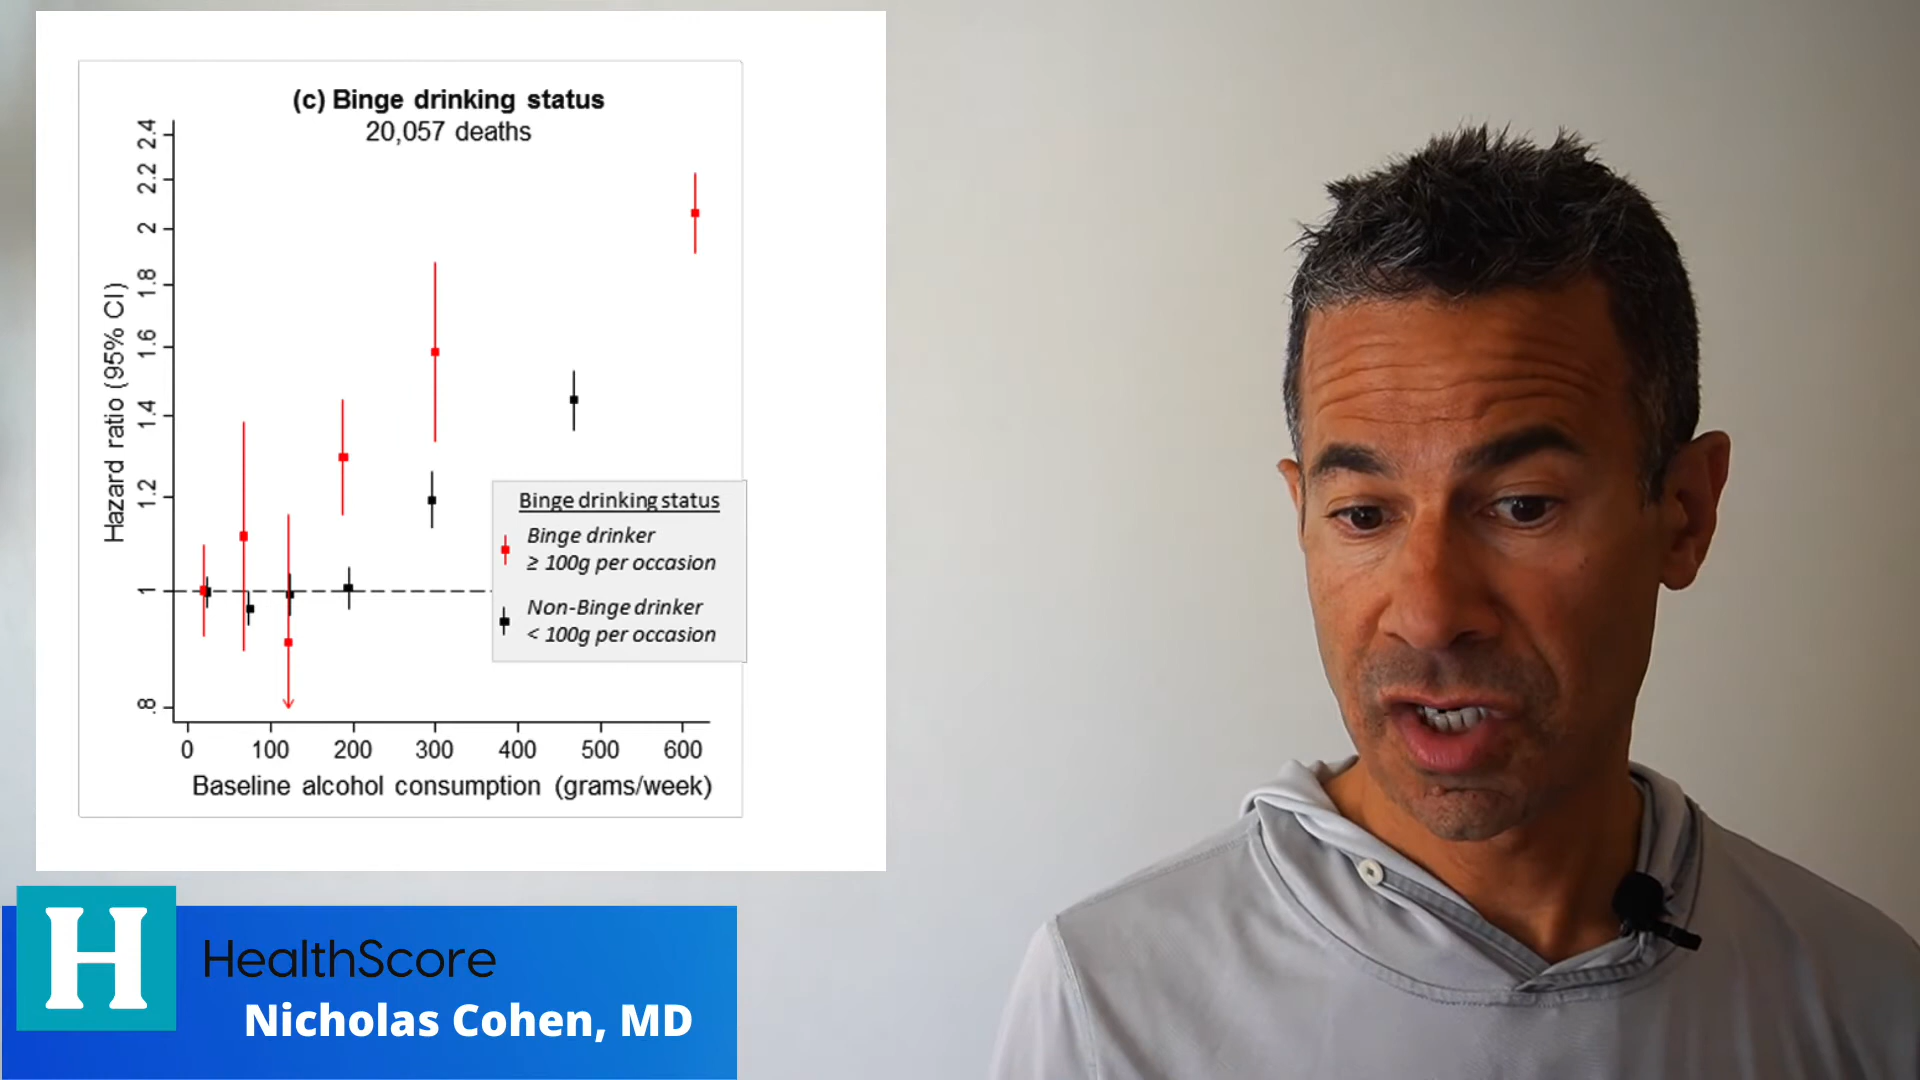 (c) Binge drinking status
20,057 deaths
2.4
2.2
2
1.8
1.6
1.4
1.2
1
.8
Hazard ratio (95% CI)
0 100 200 300 400 500 600
Baseline alcohol consumption (grams/week)
Binge drinking status
Binge drinker
≥ 100g per occasion
Non-Binge drinker
< 100g per occasion
H
HealthScore
Nicholas Cohen, MD